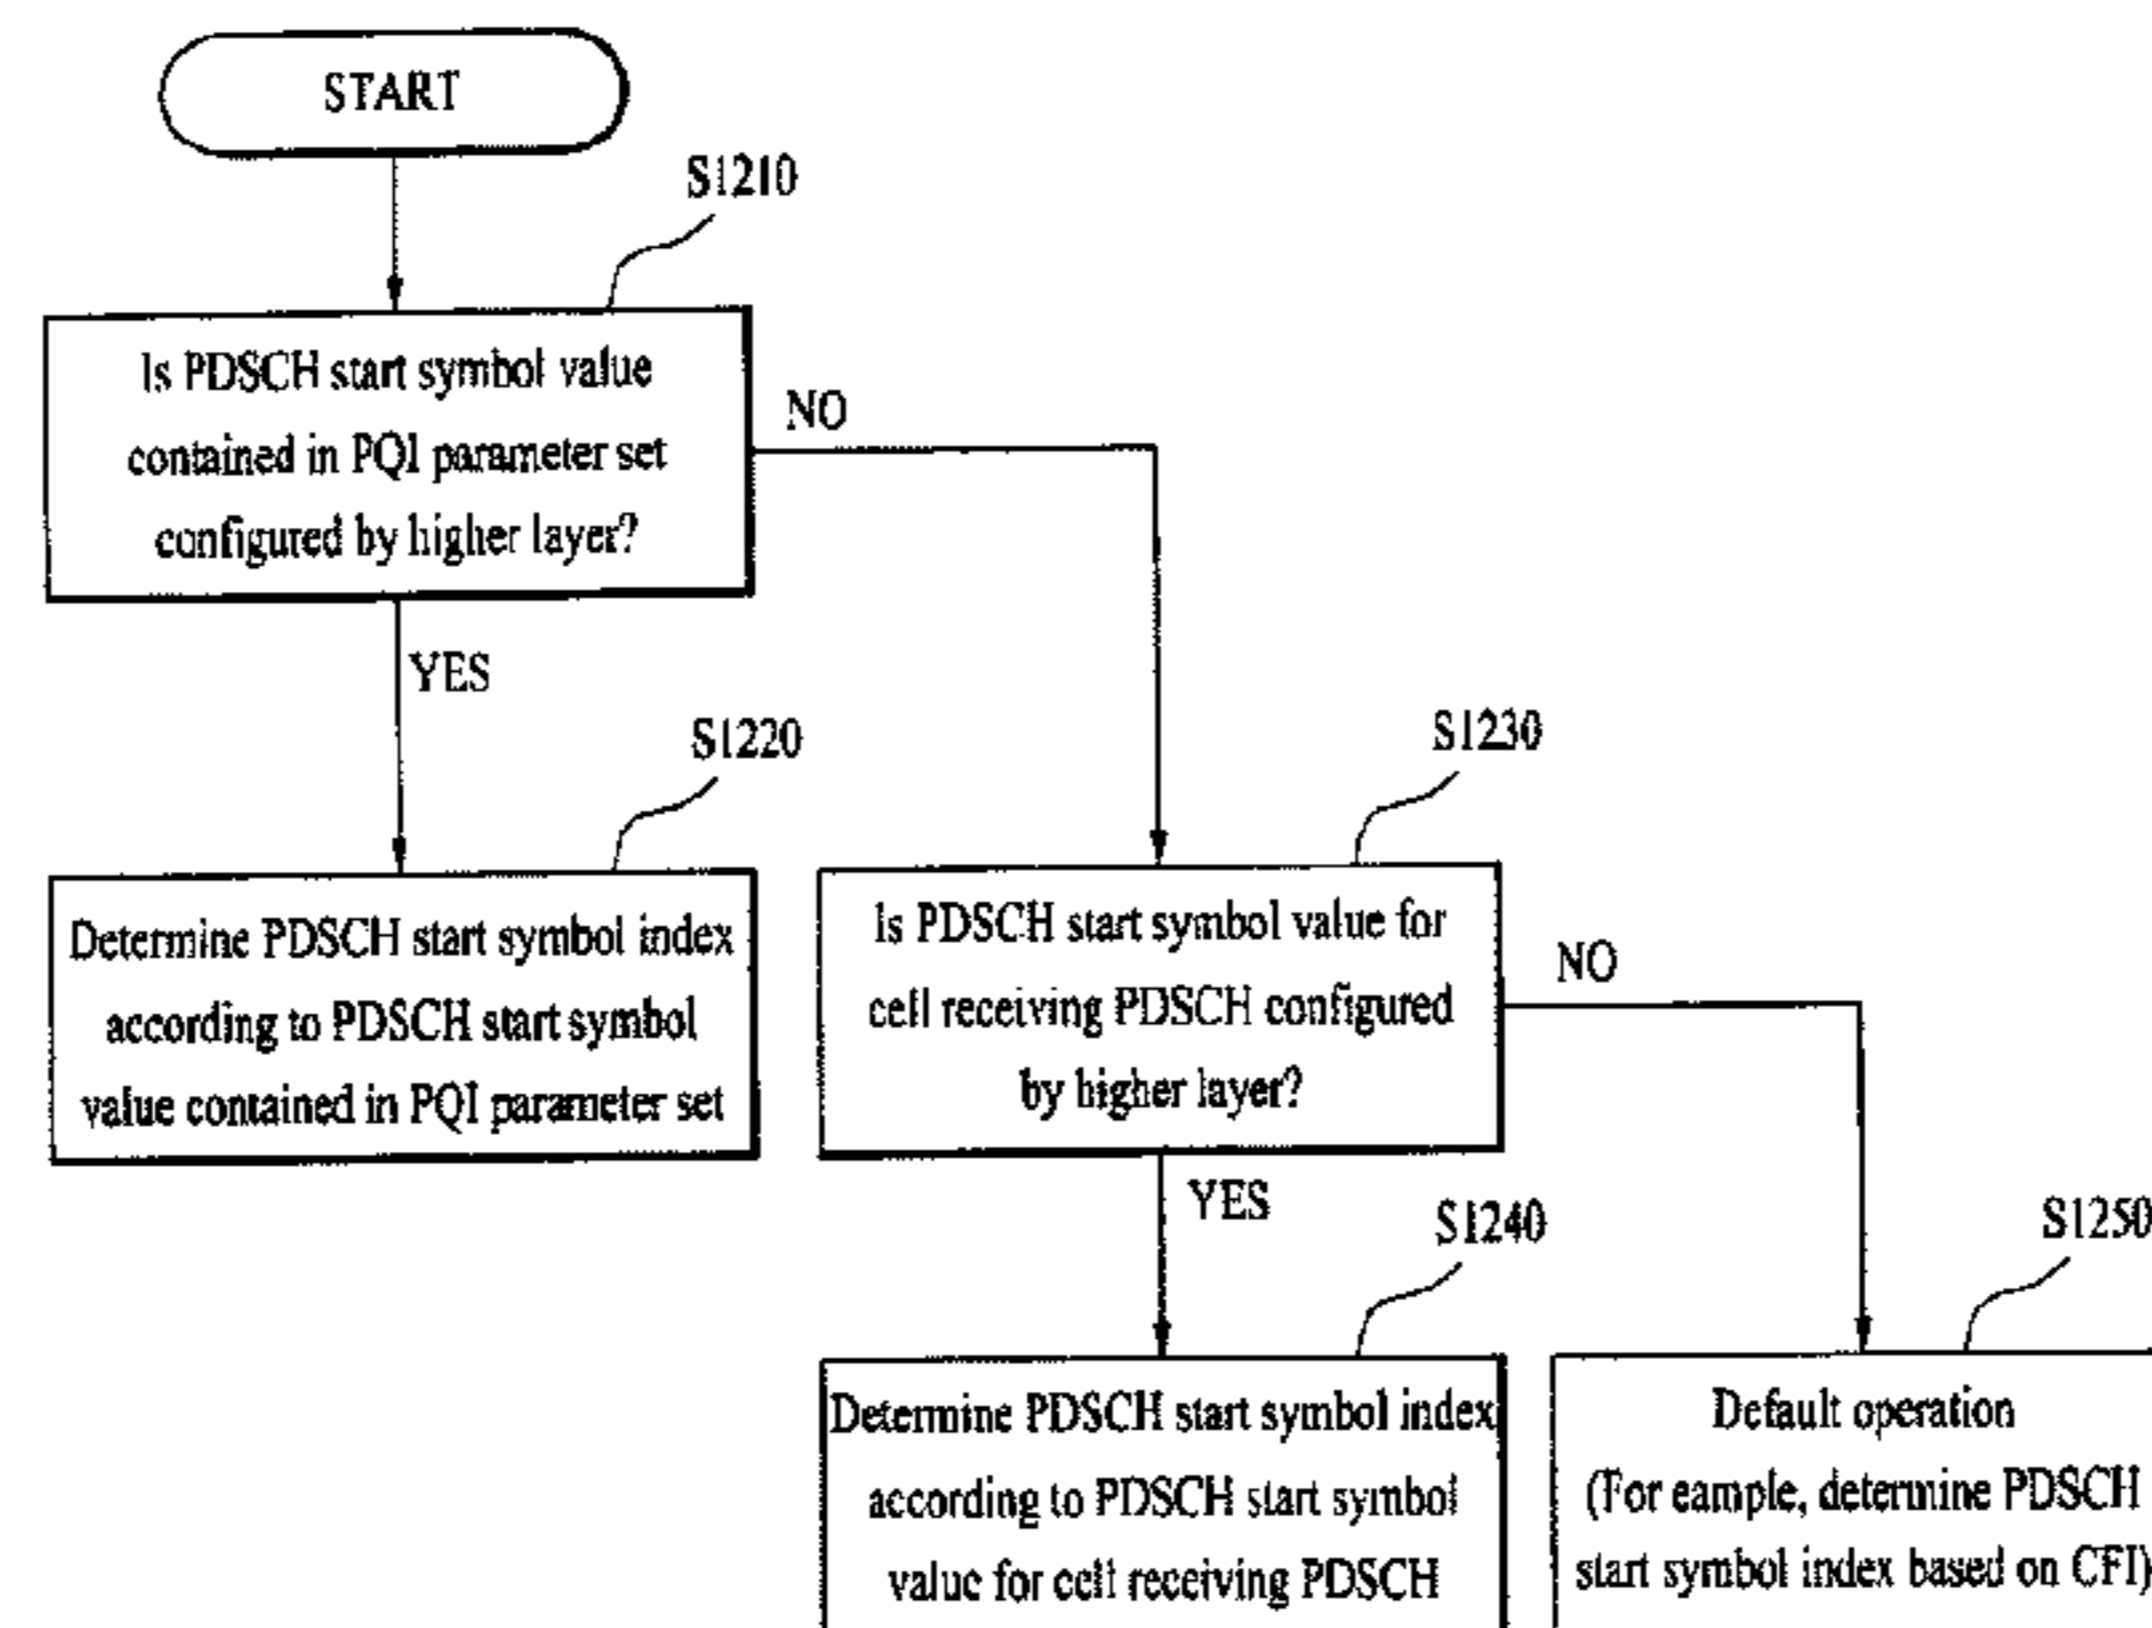 START
S1210
Is PDSCH start symbol value
contained in PQI parameter set
configured by higher layer?
NO
YES
S1220
Determine PDSCH start symbol index
according to PDSCH start symbol
value contained in PQI parameter set
S1230
Is PDSCH start symbol value for
cell receiving PDSCH configured
by higher layer?
NO
YES
S1240
Determine PDSCH start symbol index
according to PDSCH start symbol
value for cell receiving PDSCH
S1250
Default operation
(For eample, determine PDSCH
start symbol index based on CFI)